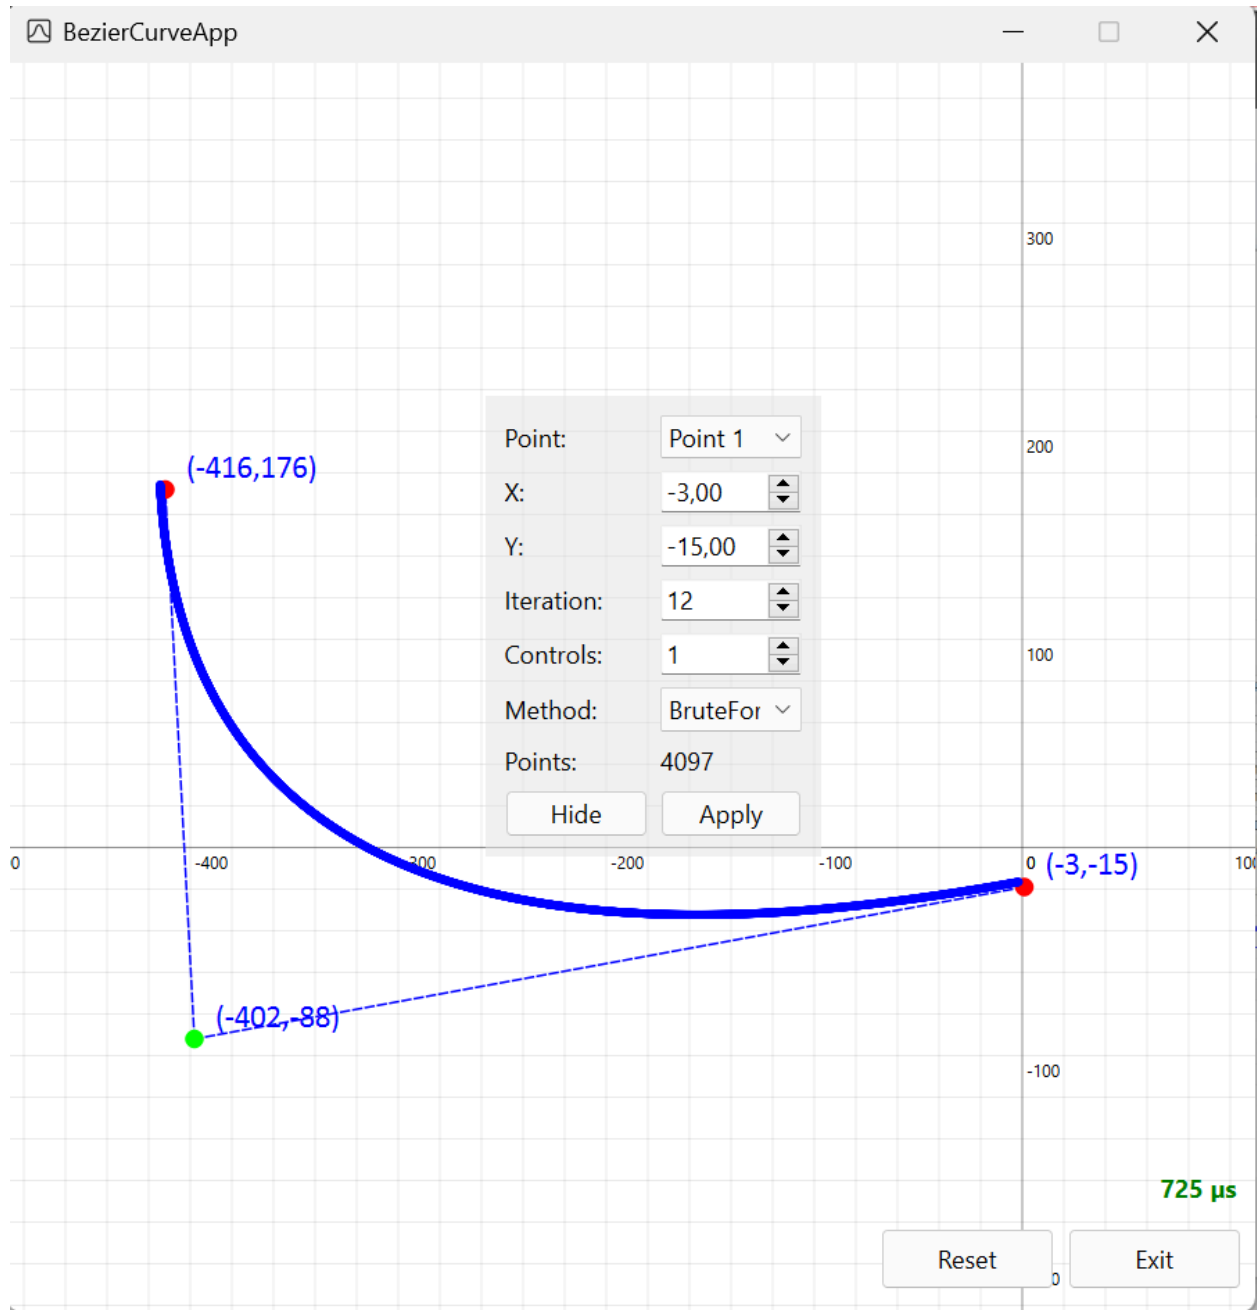 BezierCurveApp
300
Point: Point 1
200
(-416,176)
X: -3,00
Y: -15,00
Iteration: 12
Controls: 1
100
Method: BruteFor
Points: 4097
Hide Apply
0 -400 -200 -100 0 (-3,-15)
(-402,-88)
-100
725 µs
Reset Exit